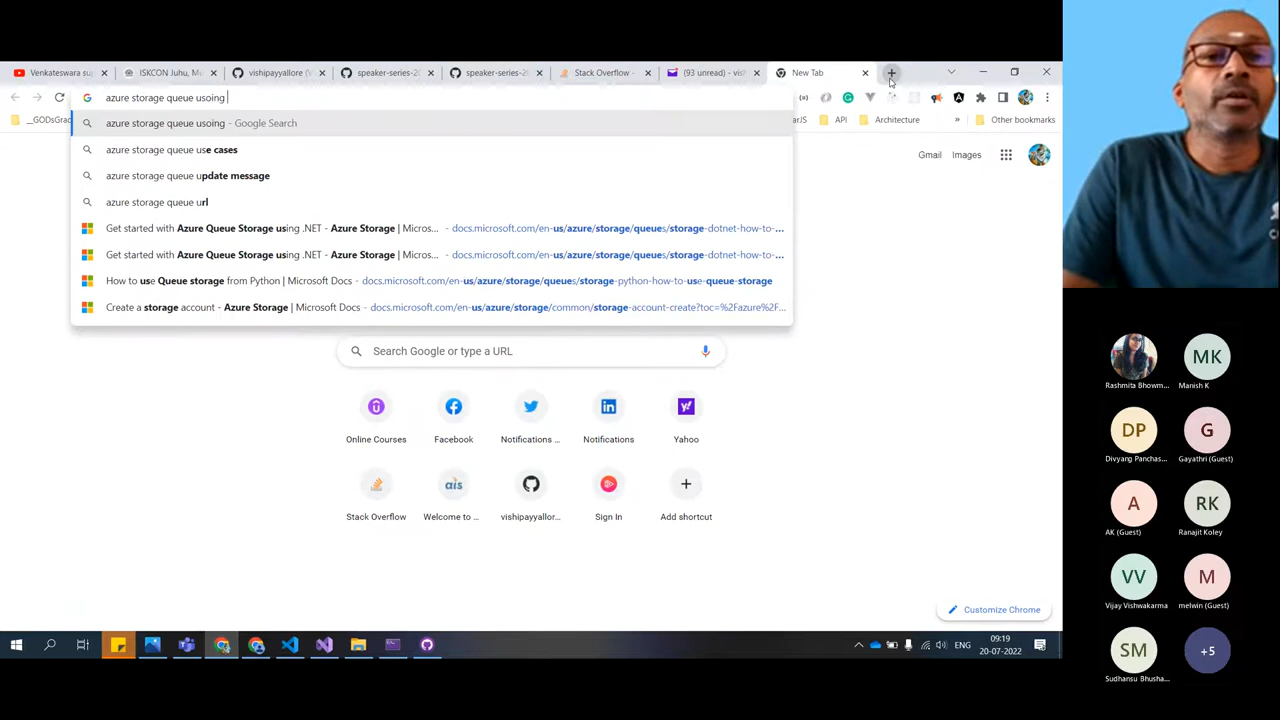 Venkateswara su
ISKCON Juhu, M
vishipayyallore (V
speaker-series-2
speaker-series-2
Stack Overflow -
(93 unread) - vis
New Tab
azure storage queue usoing
__GODsGrac
arJS
API
Architecture
»
Other bookmarks
azure storage queue usoing - Google Search
azure storage queue use cases
azure storage queue update message
azure storage queue url
Get started with Azure Queue Storage using .NET - Azure Storage | Micros... - docs.microsoft.com/en-us/azure/storage/queues/storage-dotnet-how-to-...
Get started with Azure Queue Storage using .NET - Azure Storage | Micros... - docs.microsoft.com/en-us/azure/storage/queues/storage-dotnet-how-to-...
How to use Queue storage from Python | Microsoft Docs - docs.microsoft.com/en-us/azure/storage/queues/storage-python-how-to-use-queue-storage
Create a storage account - Azure Storage | Microsoft Docs - docs.microsoft.com/en-us/azure/storage/common/storage-account-create?toc=%2Fazure%2F...
Gmail Images
Search Google or type a URL
Online Courses
Facebook
Notifications ...
Notifications
Yahoo
Stack Overflow
ais
Welcome to ...
vishipayyallor...
Sign In
Add shortcut
Customize Chrome
ENG
09:19
20-07-2022
Rashmita Bhowm...
MK
Manish K
DP
Divyang Panchas...
G
Gayathri (Guest)
A
AK (Guest)
RK
Ranajit Koley
VV
Vijay Vishwakarma
M
melwin (Guest)
SM
Sudhansu Bhusha...
+5